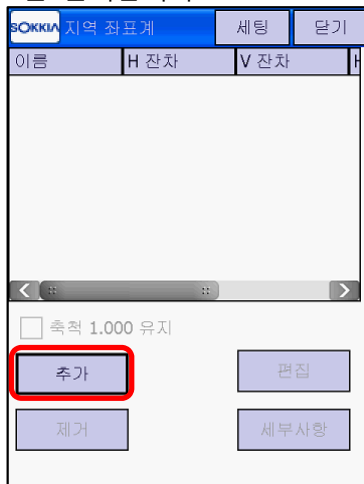 SOKKIA 지역 좌표계 세팅 닫기
이름 H 잔차 V 잔차
축척 1.000 유지
추가 편집
제거 세부사항